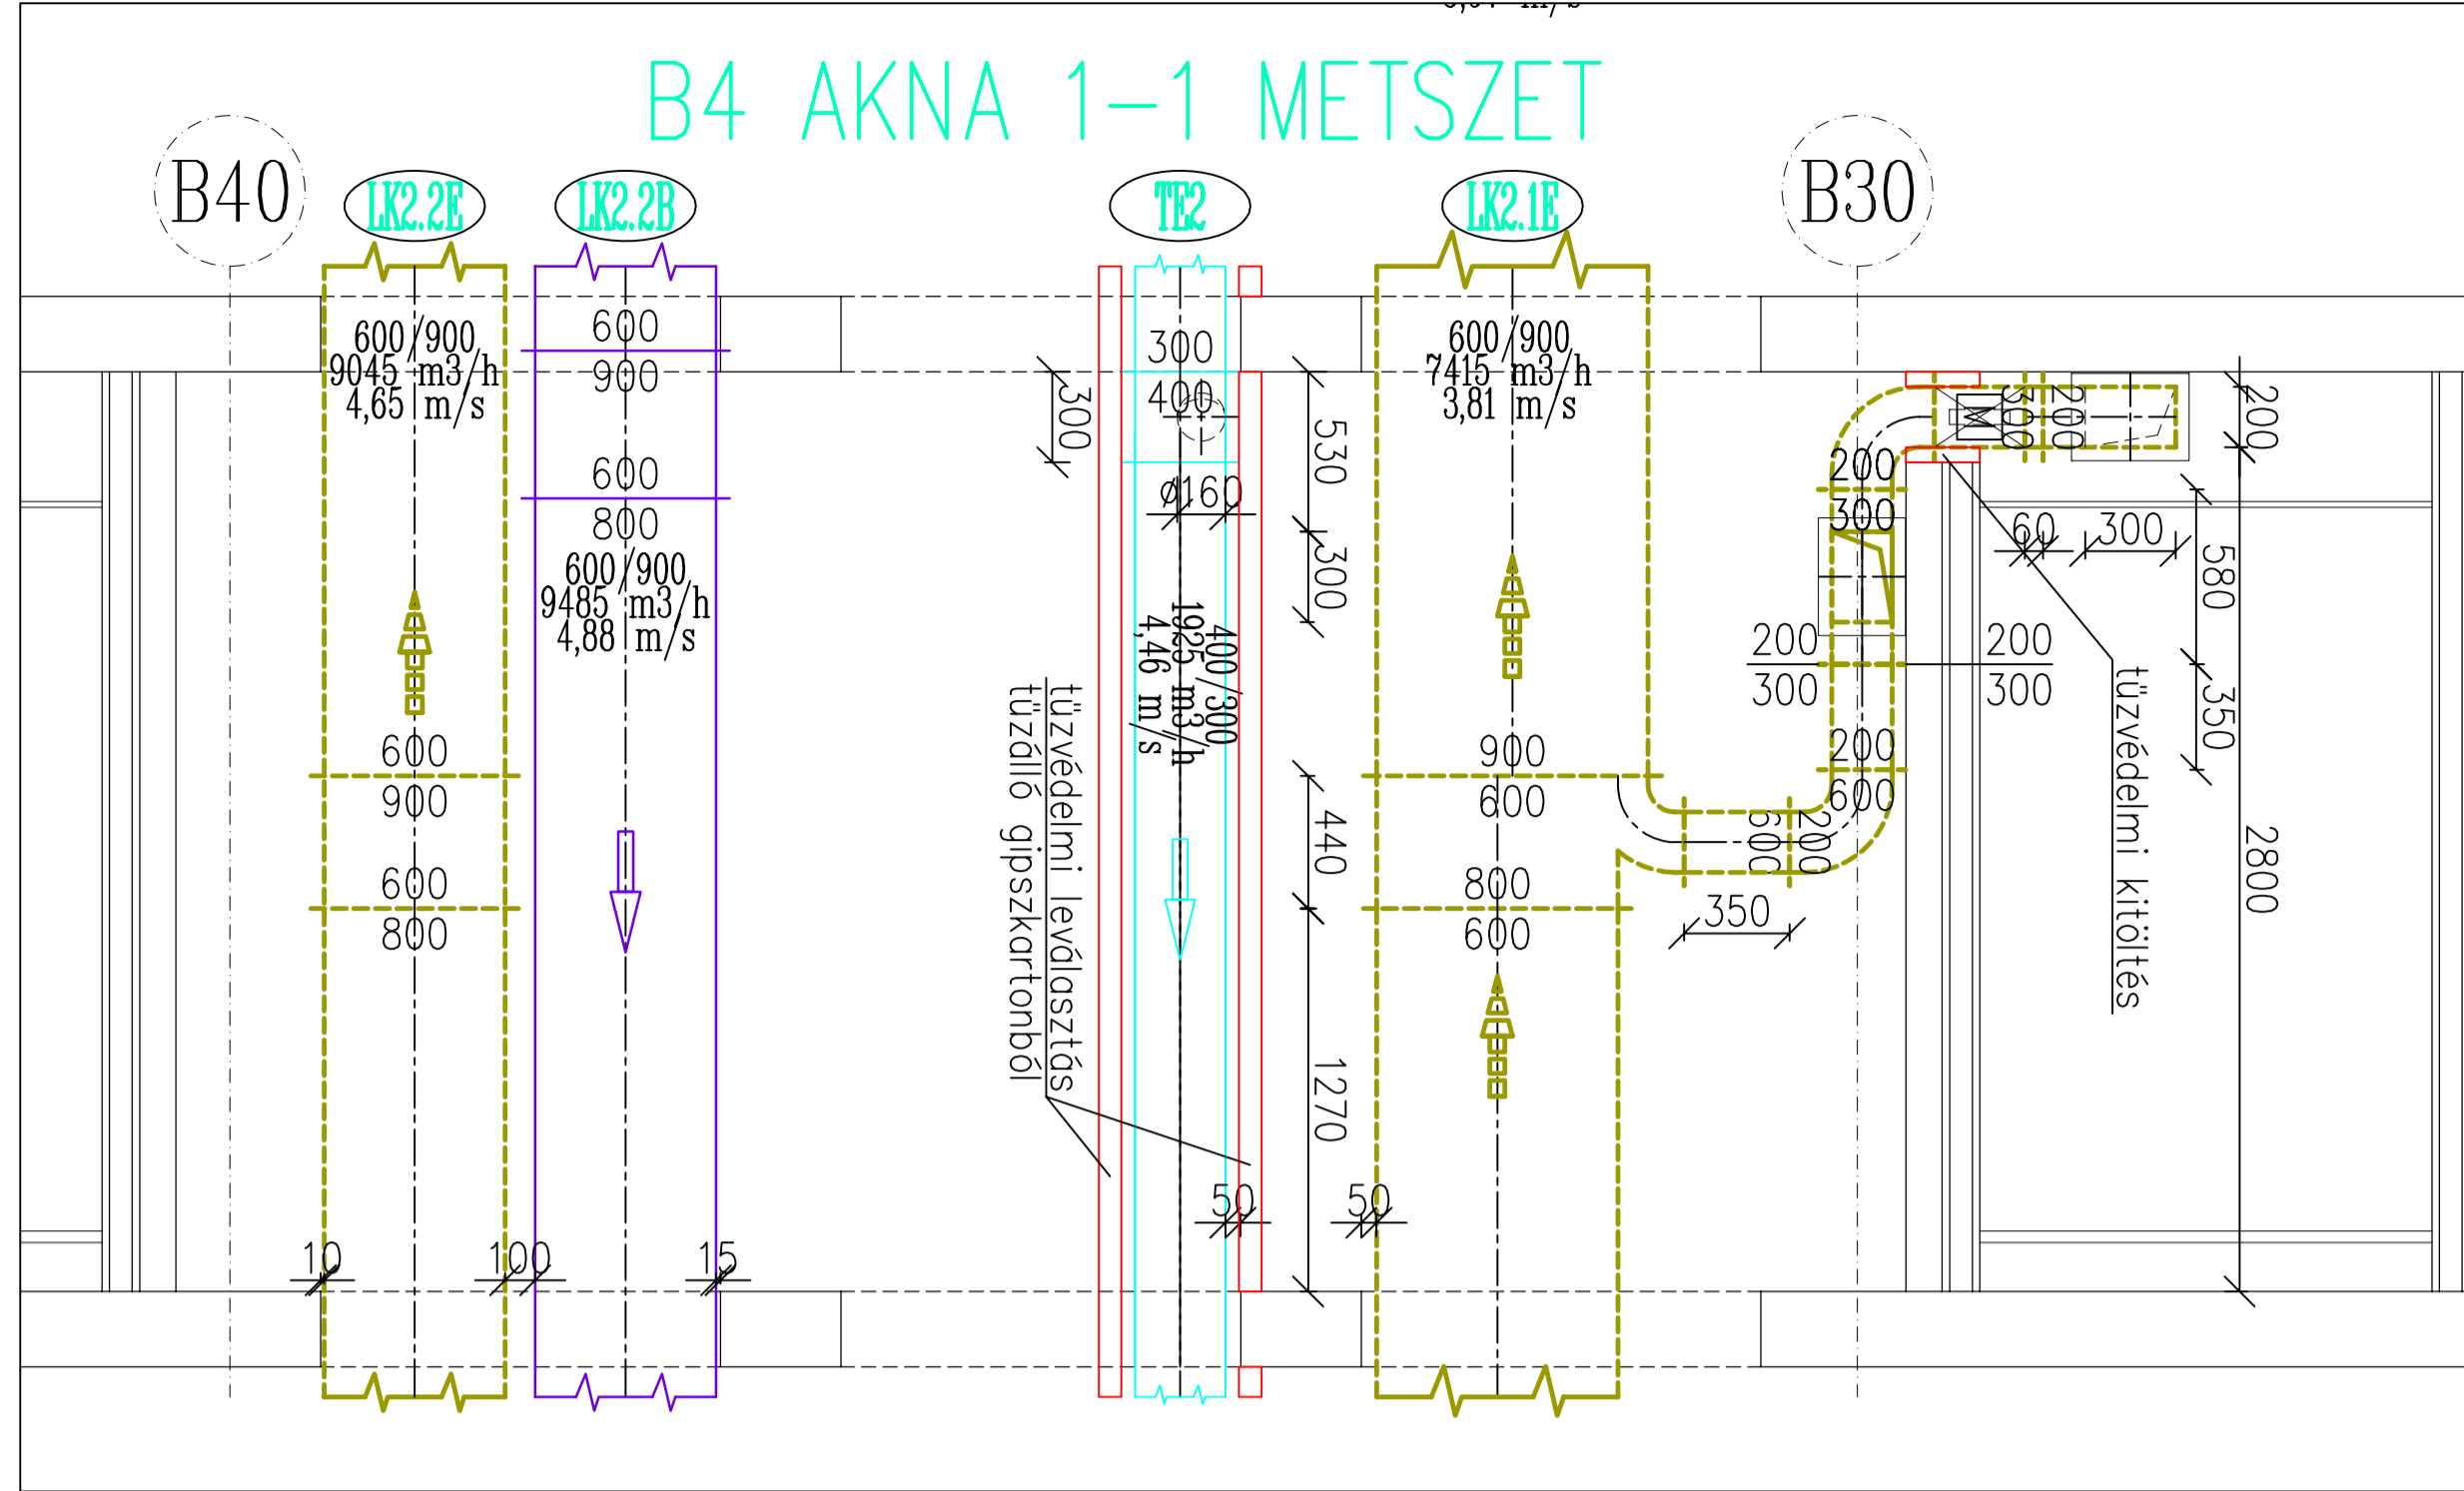 B4 AKNA 1-1 METSZET
B40
LK2.2E
LK2.2B
TE2
LK2.1E
B30
600/900
9045 m3/h
4,65 m/s
600
900
600
800
600/900
9485 m3/h
4,88 m/s
600
900
600
800
10
100
15
300
300
400
ø160
400/300
1925 m3/h
4,46 m/s
tűzvédelmi leválasztás
tűzálló gipszkartonból
50
530
300
440
1270
50
600/900
7415 m3/h
3,81 m/s
900
600
800
600
350
200
600
200
600
200
300
200
300
200
300
M
300
200
60
300
200
580
350
2800
tűzvédelmi kitöltés